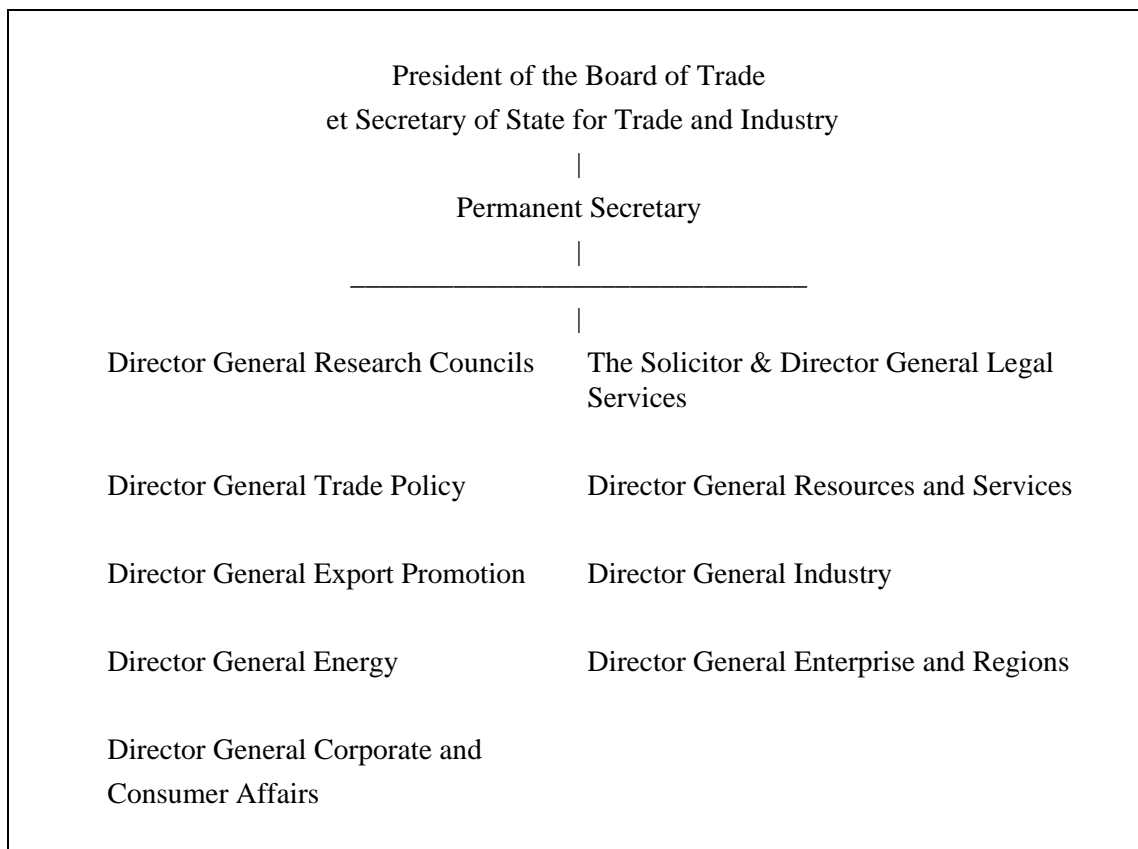 President of the Board of Trade
et Secretary of State for Trade and Industry
|
Permanent Secretary
|
_______________________________
|
Director General Research Councils
The Solicitor & Director General Legal
Services
Director General Trade Policy
Director General Resources and Services
Director General Export Promotion
Director General Industry
Director General Energy
Director General Enterprise and Regions
Director General Corporate and
Consumer Affairs